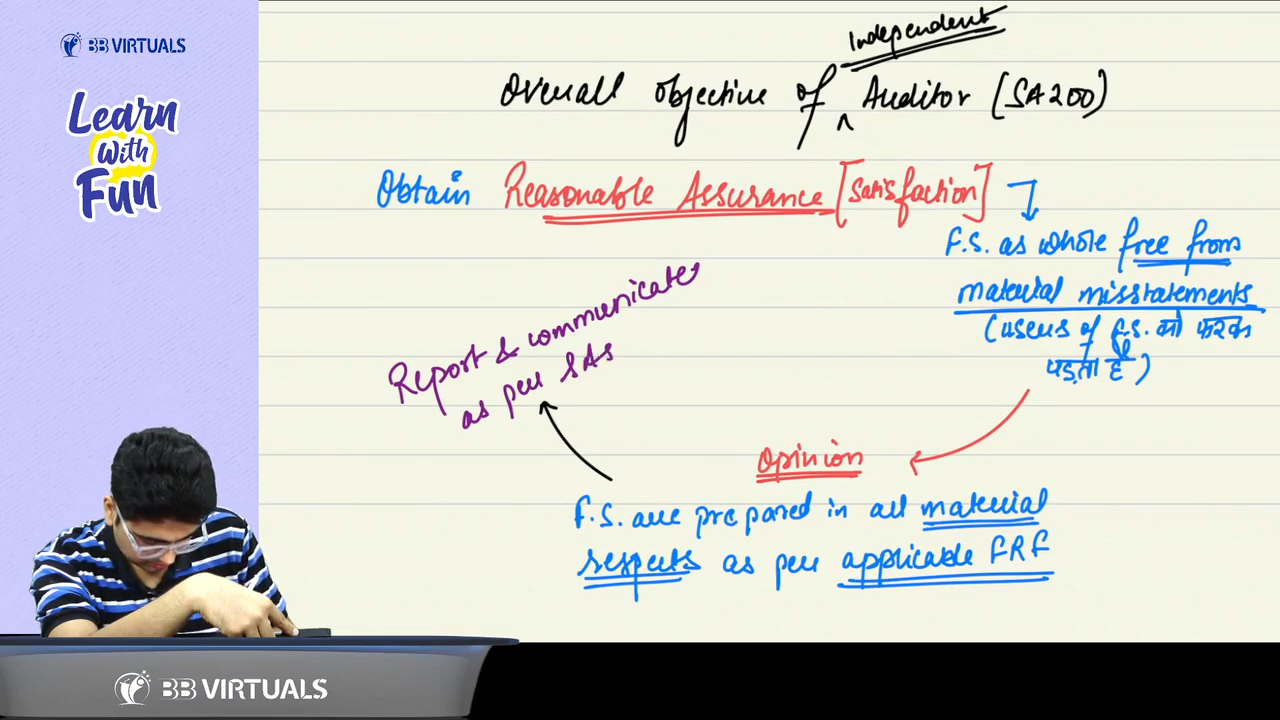 BB VIRTUALS
Learn
With
Fun
Independent
Overall objective of ^ Auditor (SA200)
Obtain Reasonable Assurance [Satisfaction]
F.S. as whole free from
material misstatements
(users of F.S. को फरक
पड़ता है)
Report & communicate
as per SAs
Opinion
F.S. are prepared in all material
respects as per applicable FRF
BB VIRTUALS